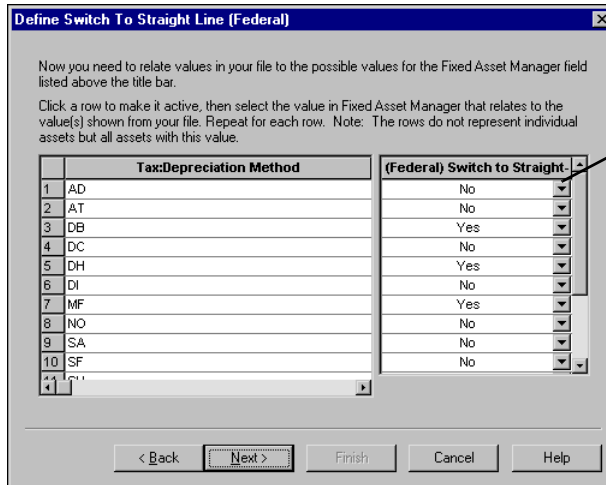 Define Switch To Straight Line (Federal)
Now you need to relate values in your file to the possible values for the Fixed Asset Manager field
listed above the title bar.
Click a row to make it active, then select the value in Fixed Asset Manager that relates to the
value(s) shown from your file. Repeat for each row. Note: The rows do not represent individual
assets but all assets with this value.
Tax:Depreciation Method (Federal) Switch to Straight-
1 AD No
2 AT No
3 DB Yes
4 DC No
5 DH Yes
6 DI No
7 MF Yes
8 NO No
9 SA No
10 SF No
< Back Next > Finish Cancel Help